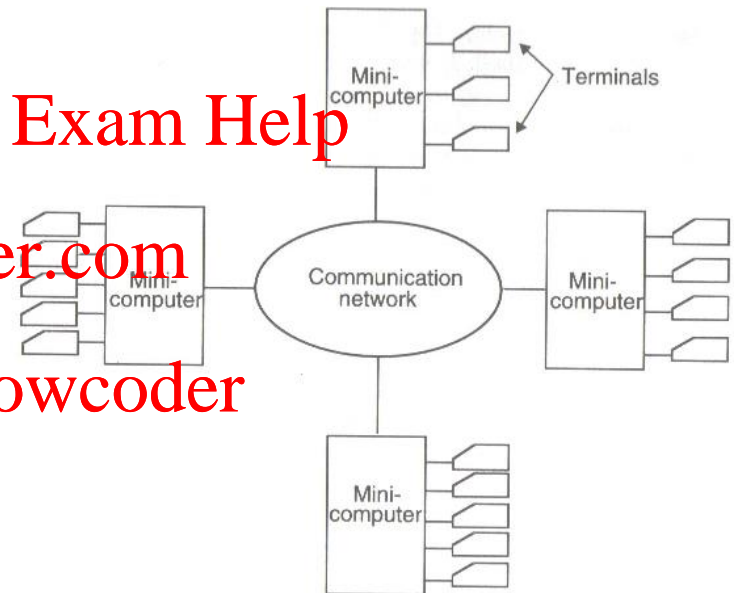 Mini-
computer
Terminals
Exam Help
er.com
Mini-
computer
Communication
network
Mini-
computer
owcoder
Mini-
computer